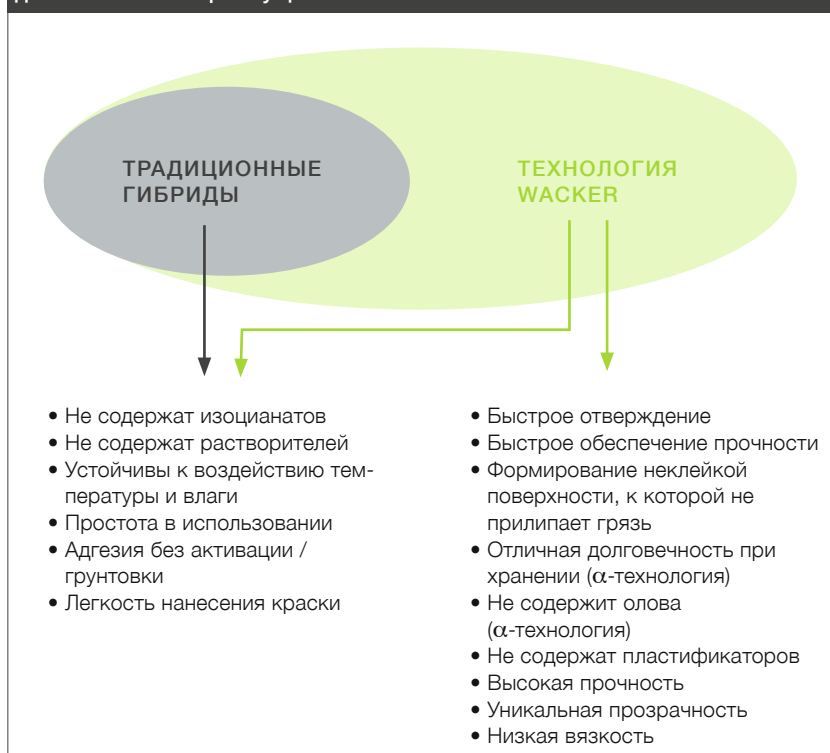 ТРАДИЦИОННЫЕ
ГИБРИДЫ
ТЕХНОЛОГИЯ
WACKER
• Не содержат изоцианатов
• Не содержат растворителей
• Устойчивы к воздействию тем-
пературы и влаги
• Простота в использовании
• Адгезия без активации /
грунтовки
• Легкость нанесения краски
• Быстрое отверждение
• Быстрое обеспечение прочности
• Формирование неклейкой
поверхности, к которой не
прилипает грязь
• Отличная долговечность при
хранении (α-технология)
• Не содержит олова
(α-технология)
• Не содержат пластификаторов
• Высокая прочность
• Уникальная прозрачность
• Низкая вязкость